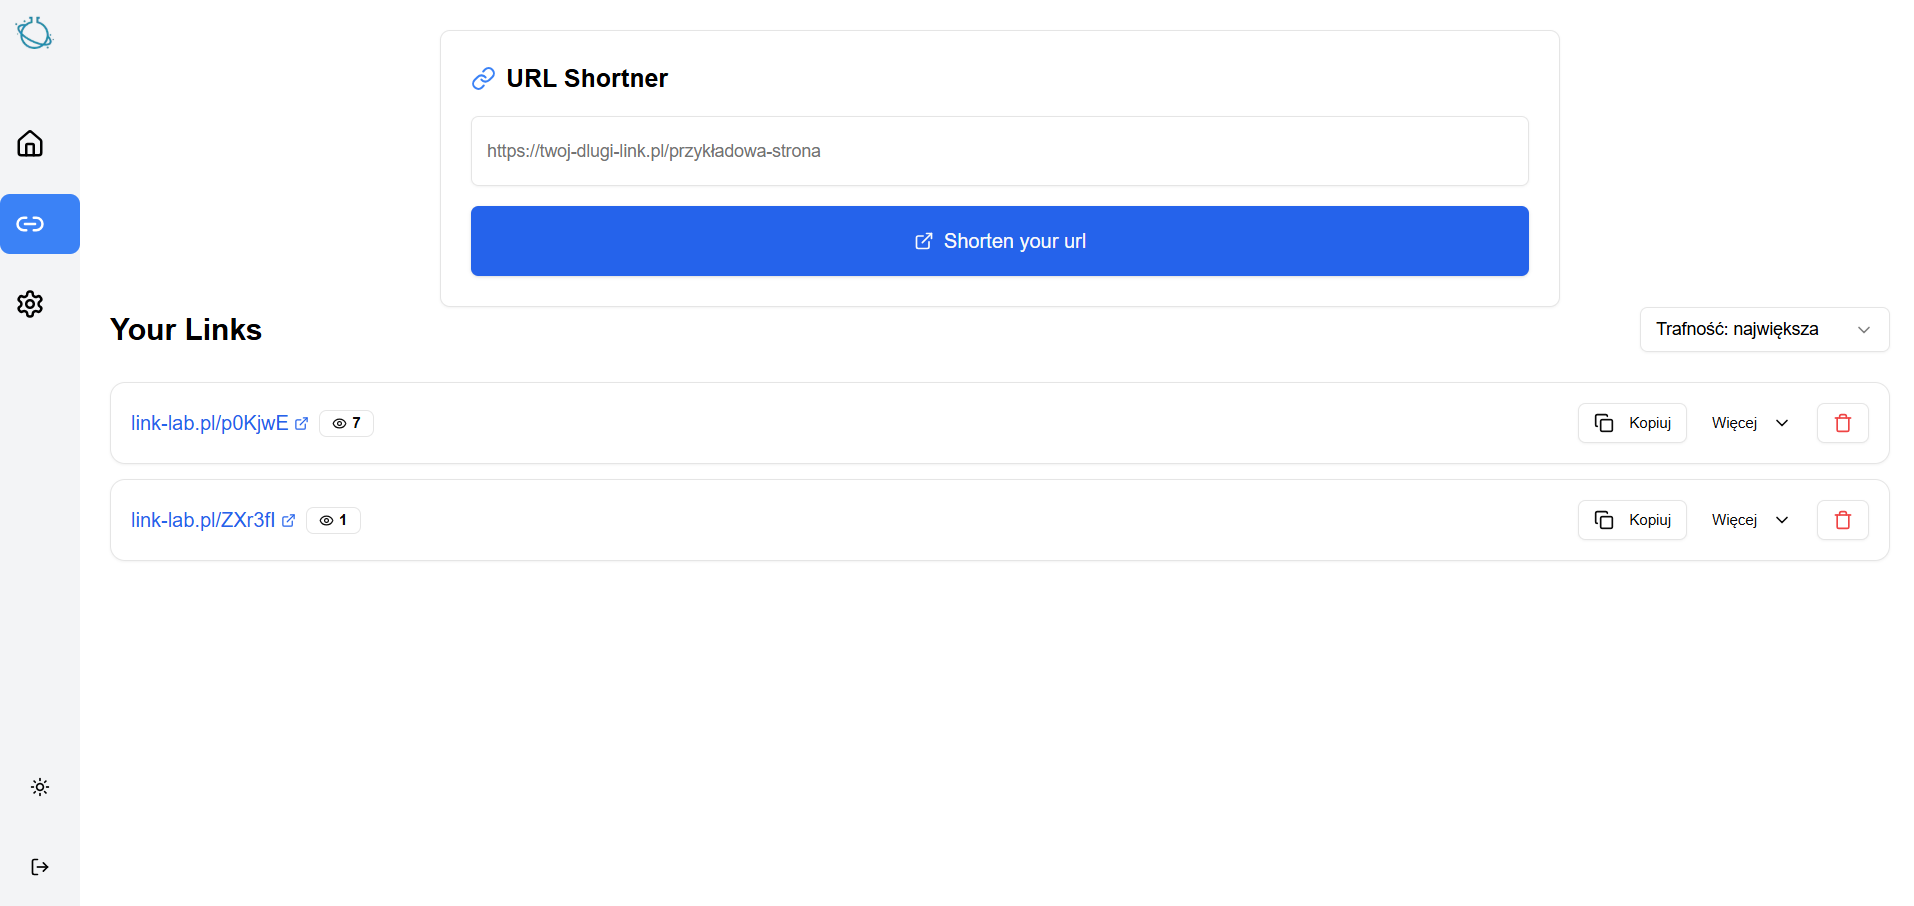 URL Shortner
https://twoj-dlugi-link.pl/przykładowa-strona
Shorten your url
Your Links
Trafność: największa
link-lab.pl/p0KjwE 7 Kopiuj Więcej
link-lab.pl/ZXr3fl 1 Kopiuj Więcej